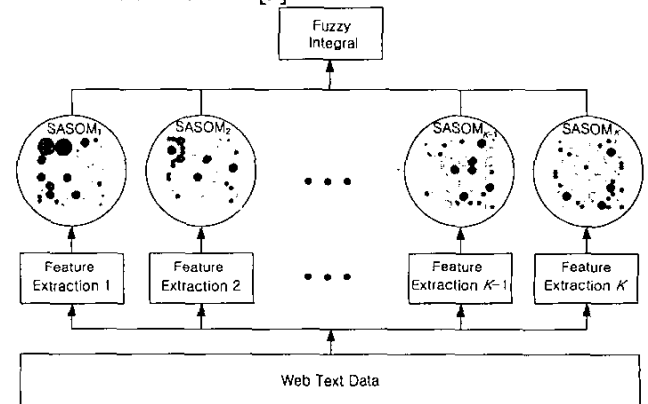 Fuzzy
Integral
SASOM1 SASOM2 SASOMK-1 SASOMK
Feature
Extraction 1
Feature
Extraction 2
Feature
Extraction K-1
Feature
Extraction K
Web Text Data